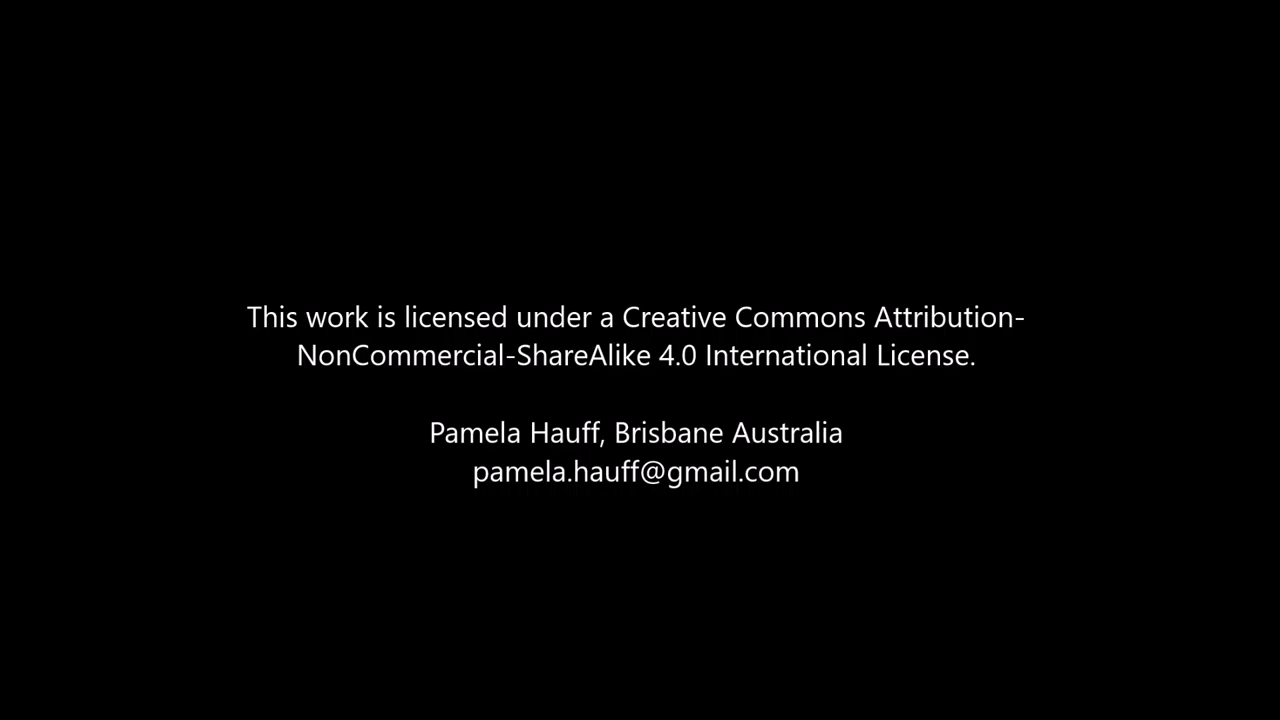 This work is licensed under a Creative Commons Attribution-
NonCommercial-ShareAlike 4.0 International License.
Pamela Hauff, Brisbane Australia
pamela.hauff@gmail.com